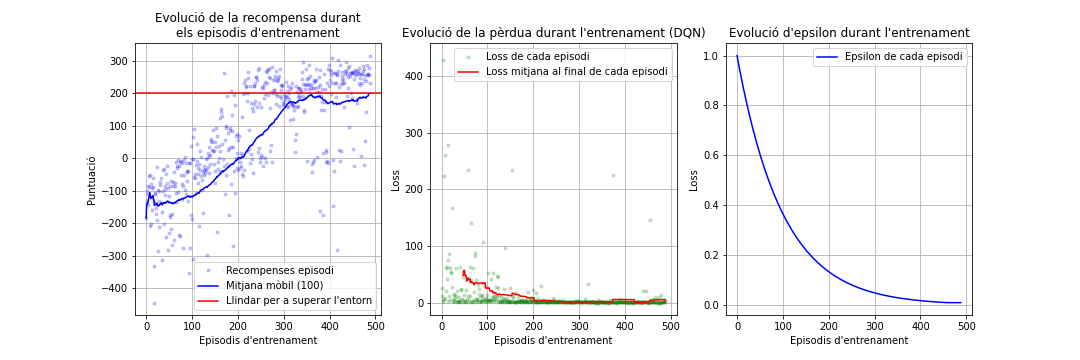 Evolució de la recompensa durant
els episodis d'entrenament
300
200
100
0
−100
−200
−300
−400
Puntuació
Recompenses episodi
Mitjana mòbil (100)
Llindar per a superar l'entorn
0
100
200
300
400
500
Episodis d'entrenament
Evolució de la pèrdua durant l'entrenament (DQN)
400
300
200
100
0
Loss
Loss de cada episodi
Loss mitjana al final de cada episodi
0
100
200
300
400
500
Episodis d'entrenament
Evolució d'epsilon durant l'entrenament
1.0
0.8
0.6
0.4
0.2
0.0
Loss
Epsilon de cada episodi
0
100
200
300
400
500
Episodis d'entrenament